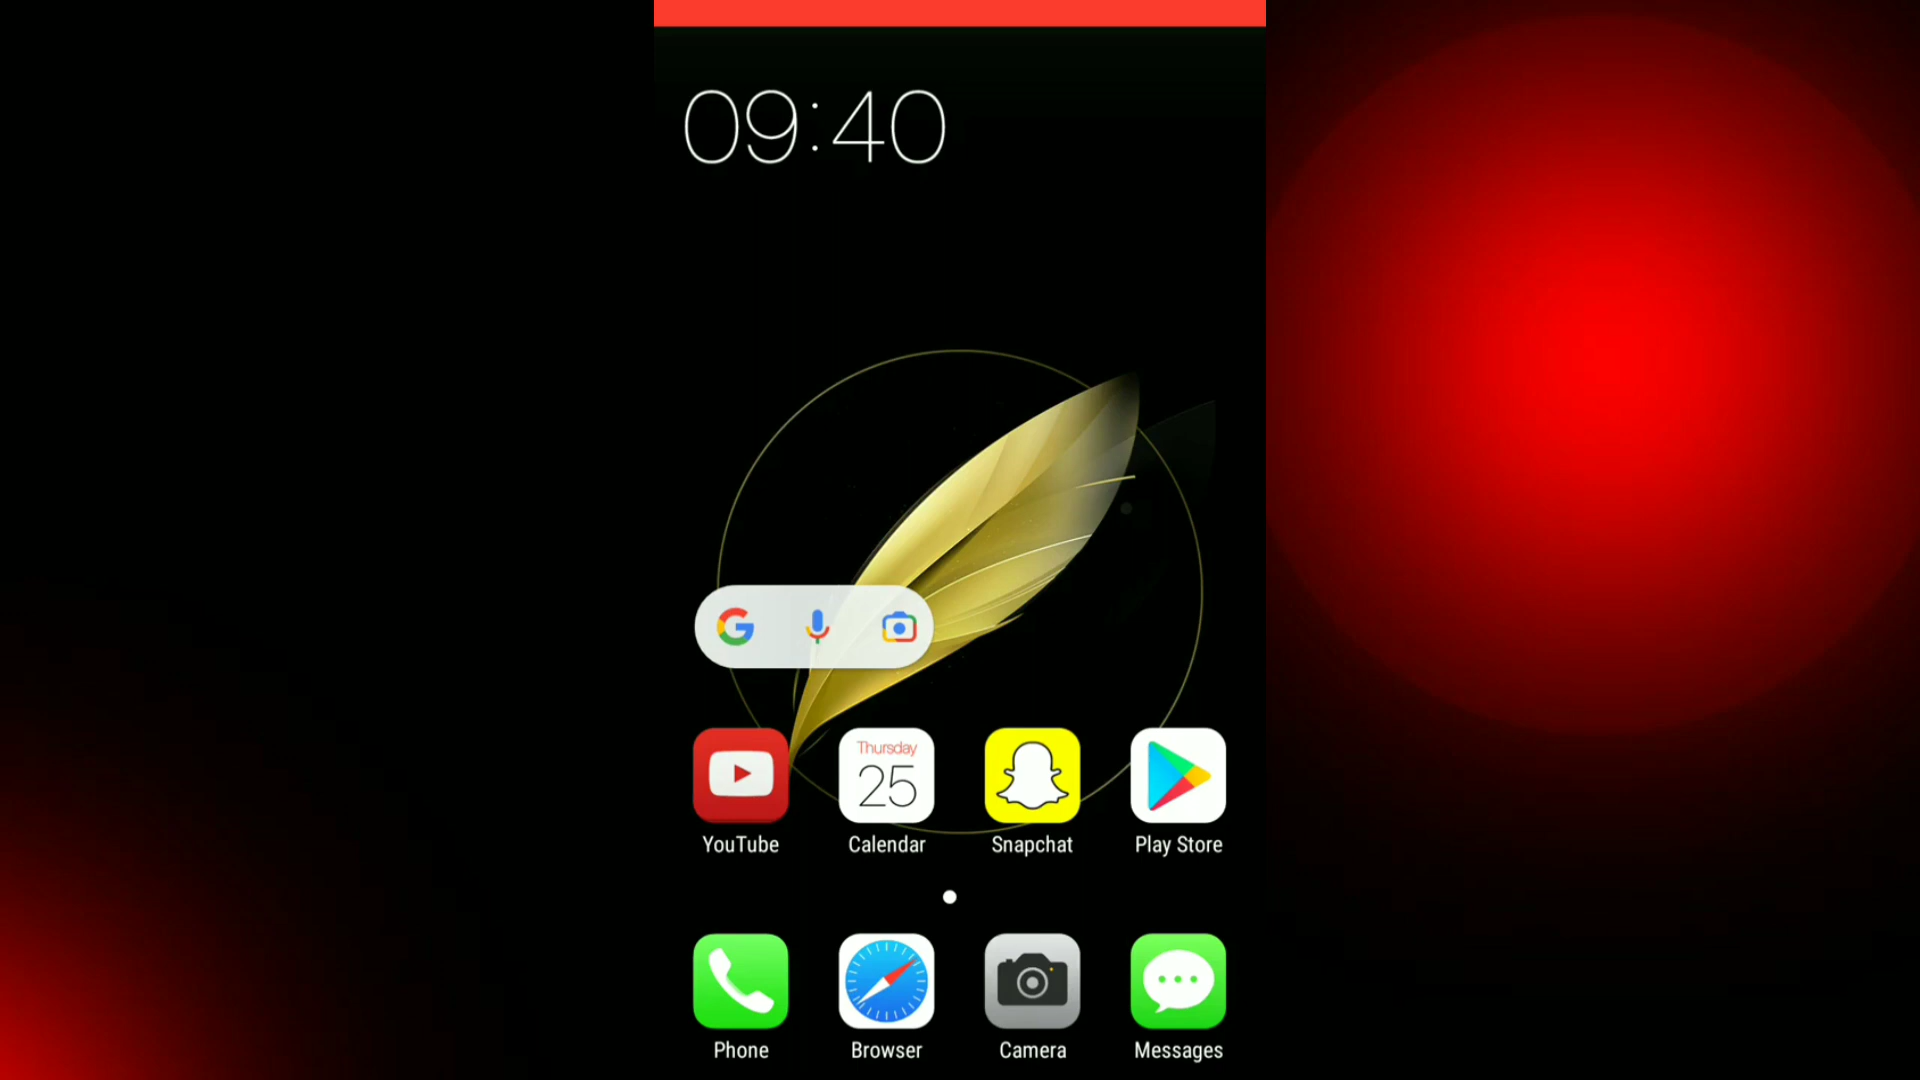 09:40
Thursday
25
YouTube
Calendar
Snapchat
Play Store
Phone
Browser
Camera
Messages